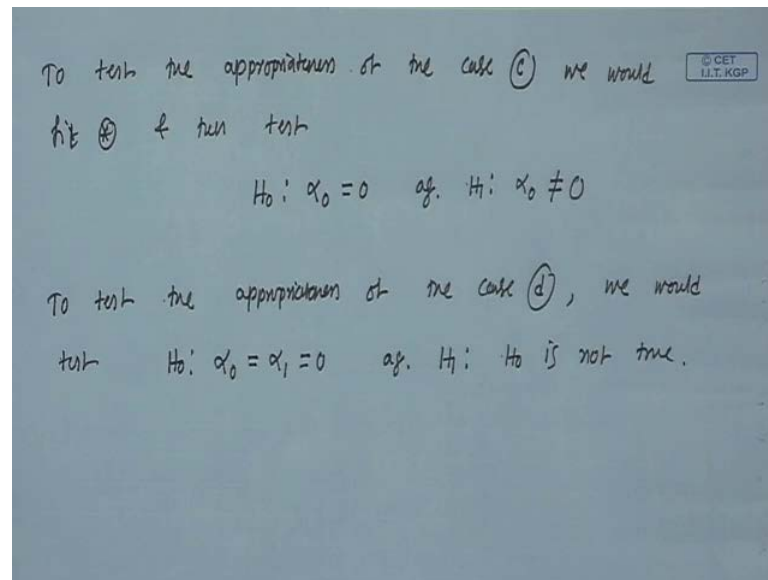 To test the appropriateness of the case ⓒ we would
© CET
I.I.T. KGP
fit ⊛ & then test
H₀: α₀ = 0 ag. H₁: α₀ ≠ 0
To test the appropriateness of the case ⓓ, we would
test H₀: α₀ = α₁ = 0 ag. H₁: H₀ is not true.